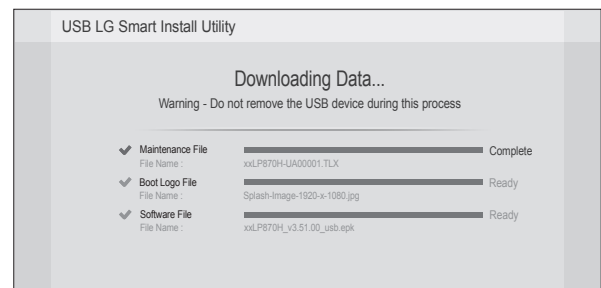 USB LG Smart Install Utility
Downloading Data...
Warning - Do not remove the USB device during this process
Maintenance File Complete
File Name : xxLP870H-UA00001.TLX
Boot Logo File Ready
File Name : Splash-Image-1920-x-1080.jpg
Software File Ready
File Name : xxLP870H_v3.51.00_usb.epk